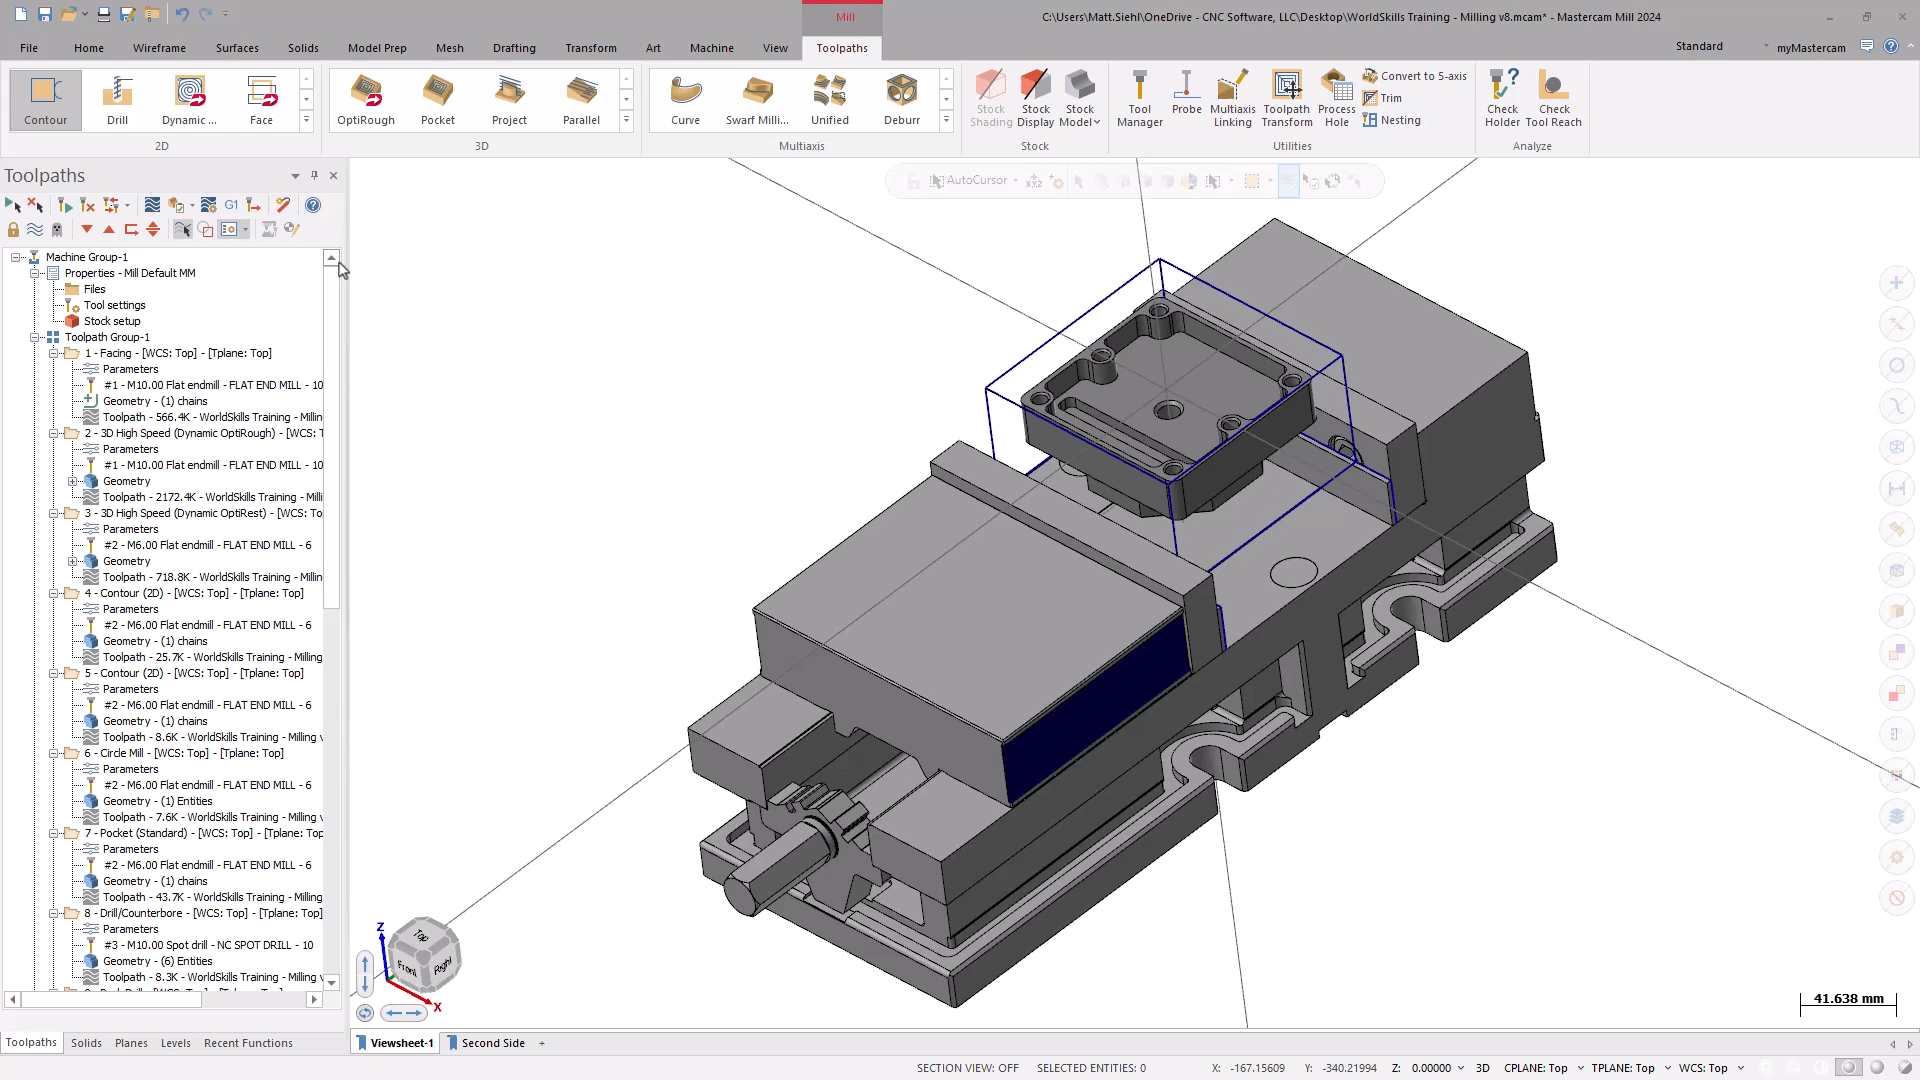 Mill
C:\Users\Matt.Siehl\OneDrive - CNC Software, LLC\Desktop\WorldSkills Training - Milling v8.mcam* - Mastercam Mill 2024
File Home Wireframe Surfaces Solids Model Prep Mesh Drafting Transform Art Machine View Toolpaths
Standard myMastercam
Contour Drill Dynamic ... Face
2D
OptiRough Pocket Project Parallel
3D
Curve Swarf Milli... Unified Deburr
Multiaxis
Stock Shading Stock Display Stock Model
Stock
Tool Manager Probe Multiaxis Linking Toolpath Transform Process Hole
Convert to 5-axis
Trim
Nesting
Utilities
Check Holder Check Tool Reach
Analyze
Toolpaths
G1
AutoCursor
Machine Group-1
Properties - Mill Default MM
Files
Tool settings
Stock setup
Toolpath Group-1
1 - Facing - [WCS: Top] - [Tplane: Top]
Parameters
#1 - M10.00 Flat endmill - FLAT END MILL - 10
Geometry - (1) chains
Toolpath - 566.4K - WorldSkills Training - Millin
2 - 3D High Speed (Dynamic OptiRough) - [WCS: T
Parameters
#1 - M10.00 Flat endmill - FLAT END MILL - 10
Geometry
Toolpath - 2172.4K - WorldSkills Training - Milli
3 - 3D High Speed (Dynamic OptiRest) - [WCS: To
Parameters
#2 - M6.00 Flat endmill - FLAT END MILL - 6
Geometry
Toolpath - 718.8K - WorldSkills Training - Millin
4 - Contour (2D) - [WCS: Top] - [Tplane: Top]
Parameters
#2 - M6.00 Flat endmill - FLAT END MILL - 6
Geometry - (1) chains
Toolpath - 25.7K - WorldSkills Training - Milling
5 - Contour (2D) - [WCS: Top] - [Tplane: Top]
Parameters
#2 - M6.00 Flat endmill - FLAT END MILL - 6
Geometry - (1) chains
Toolpath - 8.6K - WorldSkills Training - Milling v
6 - Circle Mill - [WCS: Top] - [Tplane: Top]
Parameters
#2 - M6.00 Flat endmill - FLAT END MILL - 6
Geometry - (1) Entities
Toolpath - 7.6K - WorldSkills Training - Milling v
7 - Pocket (Standard) - [WCS: Top] - [Tplane: Top
Parameters
#2 - M6.00 Flat endmill - FLAT END MILL - 6
Geometry - (1) chains
Toolpath - 43.7K - WorldSkills Training - Milling
8 - Drill/Counterbore - [WCS: Top] - [Tplane: Top]
Parameters
#3 - M10.00 Spot drill - NC SPOT DRILL - 10
Geometry - (6) Entities
Toolpath - 8.3K - WorldSkills Training - Milling v
Z
Top
Front Right
X
41.638 mm
Toolpaths Solids Planes Levels Recent Functions
Viewsheet-1 Second Side +
SECTION VIEW: OFF SELECTED ENTITIES: 0 X: -167.15609 Y: -340.21994 Z: 0.00000 3D CPLANE: Top TPLANE: Top WCS: Top